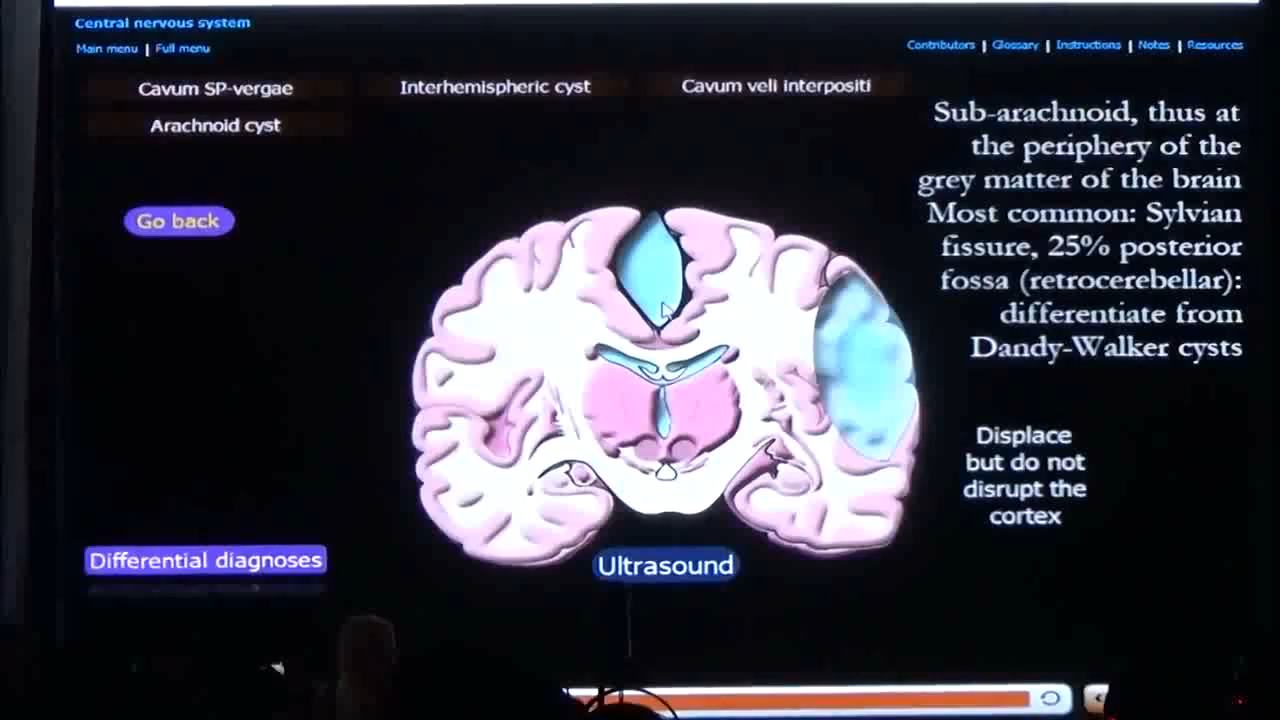 Central nervous system
Main menu | Full menu
Contributors | Glossary | Instructions | Notes | Resources
Cavum SP-vergae
Interhemispheric cyst
Cavum veli interpositi
Arachnoid cyst
Sub-arachnoid, thus at
the periphery of the
grey matter of the brain
Most common: Sylvian
fissure, 25% posterior
fossa (retrocerebellar):
differentiate from
Dandy-Walker cysts
Go back
Displace
but do not
disrupt the
cortex
Differential diagnoses
Ultrasound